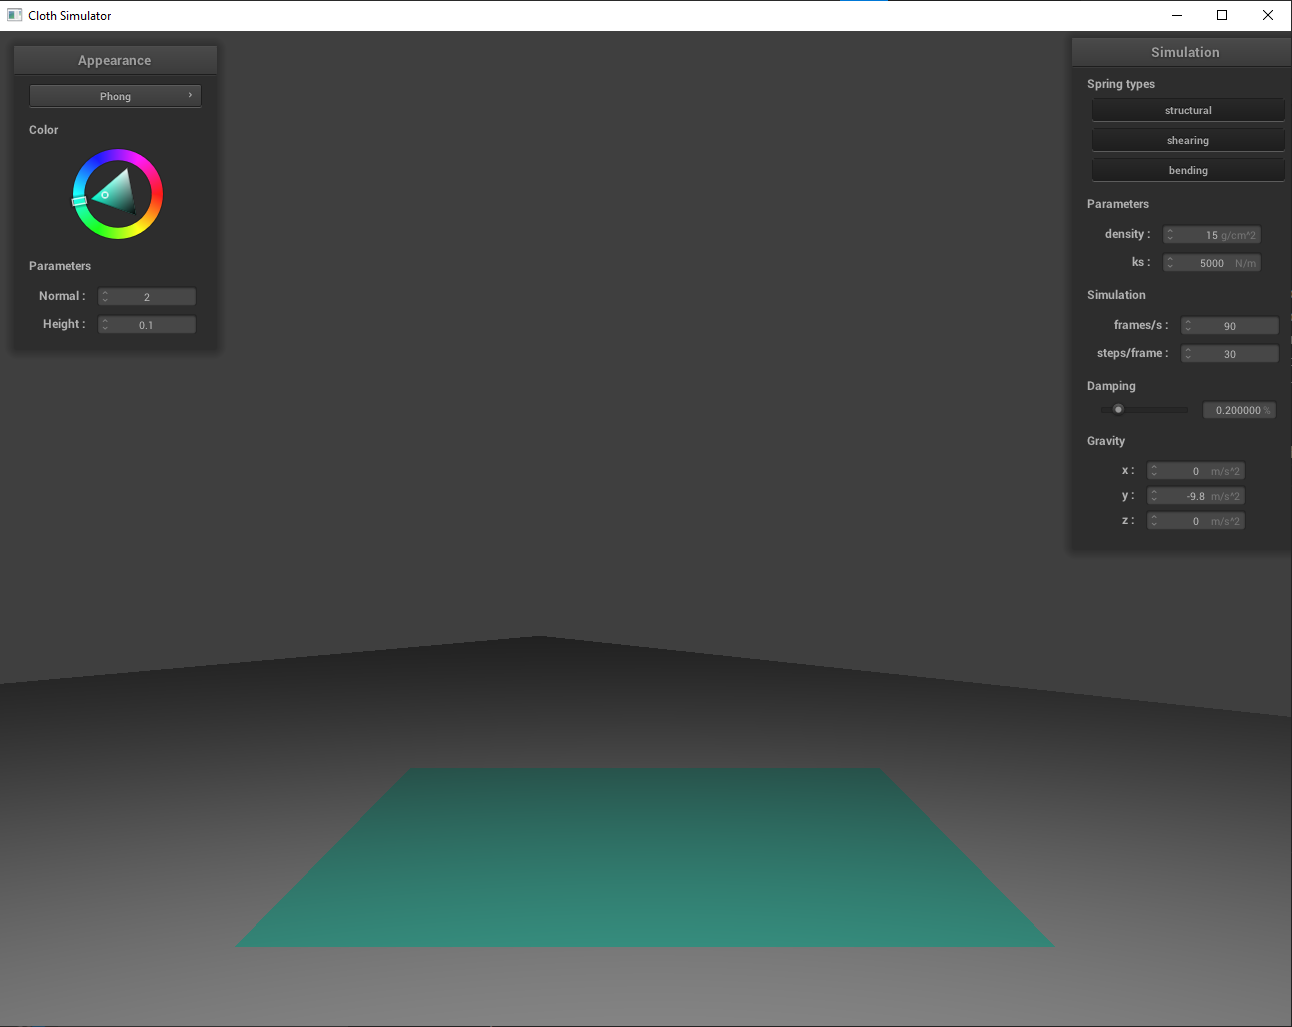 Cloth Simulator
Appearance
Phong
Color
Parameters
Normal : 2
Height : 0.1
Simulation
Spring types
structural
shearing
bending
Parameters
density : 15 g/cm^2
ks : 5000 N/m
Simulation
frames/s : 90
steps/frame : 30
Damping
0.200000 %
Gravity
x : 0 m/s^2
y : -9.8 m/s^2
z : 0 m/s^2